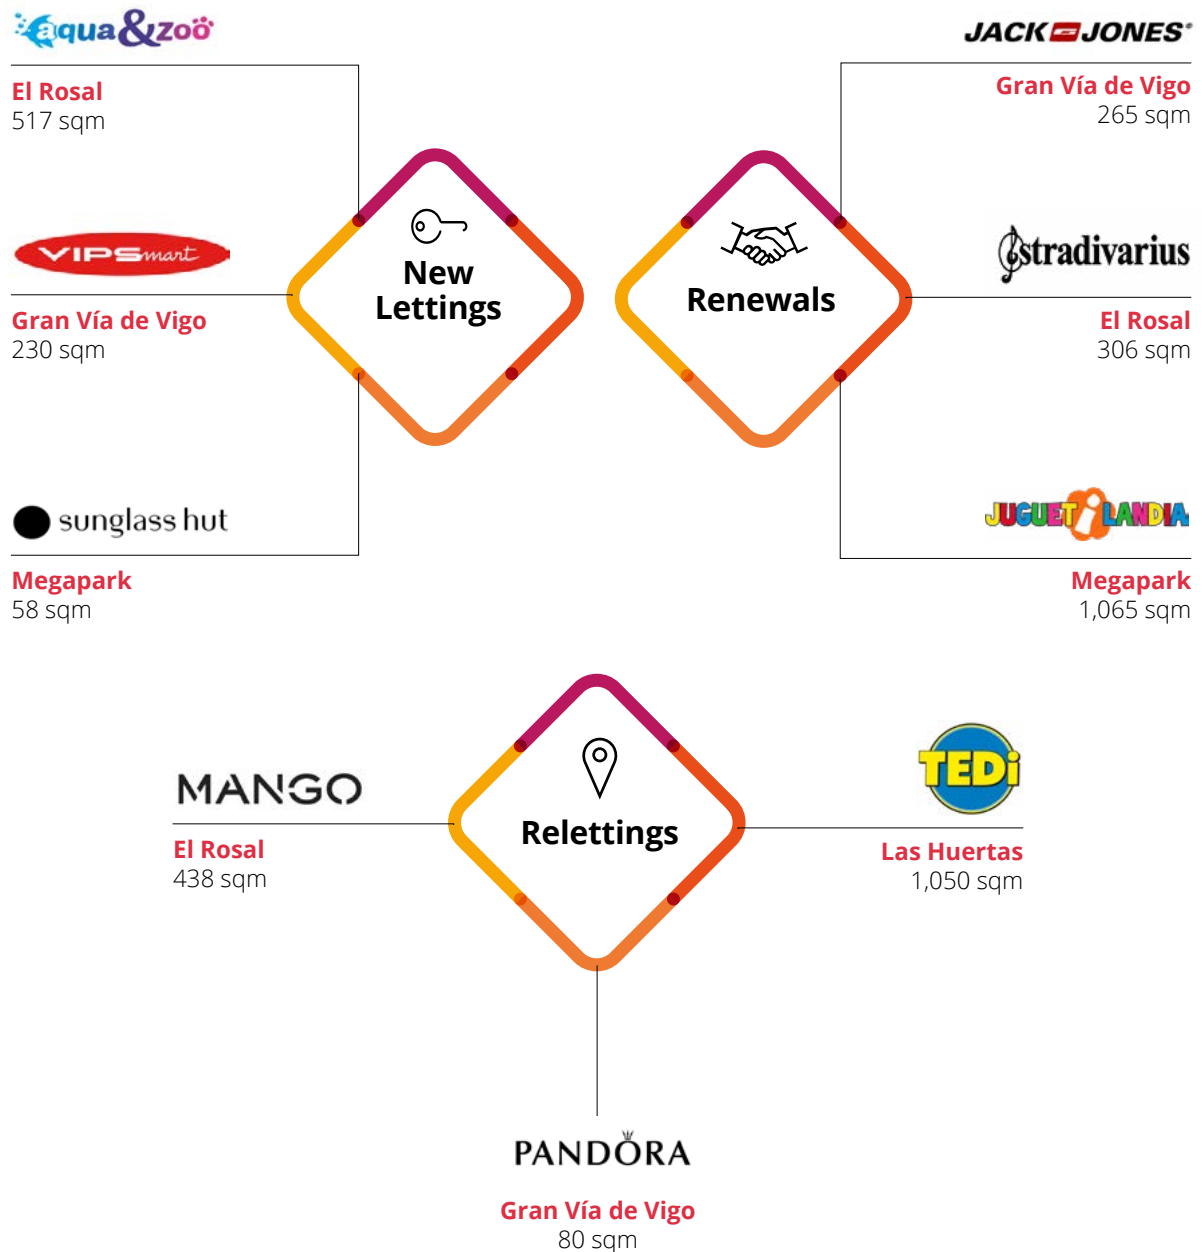 aqua&zoö
El Rosal
517 sqm
VIPSmart
Gran Vía de Vigo
230 sqm
sunglass hut
Megapark
58 sqm
New
Lettings
JACK JONES®
Gran Vía de Vigo
265 sqm
stradivarius
El Rosal
306 sqm
JUGUETiLANDIA
Megapark
1,065 sqm
Renewals
MANGO
El Rosal
438 sqm
Relettings
TEDi
Las Huertas
1,050 sqm
PANDORA
Gran Vía de Vigo
80 sqm